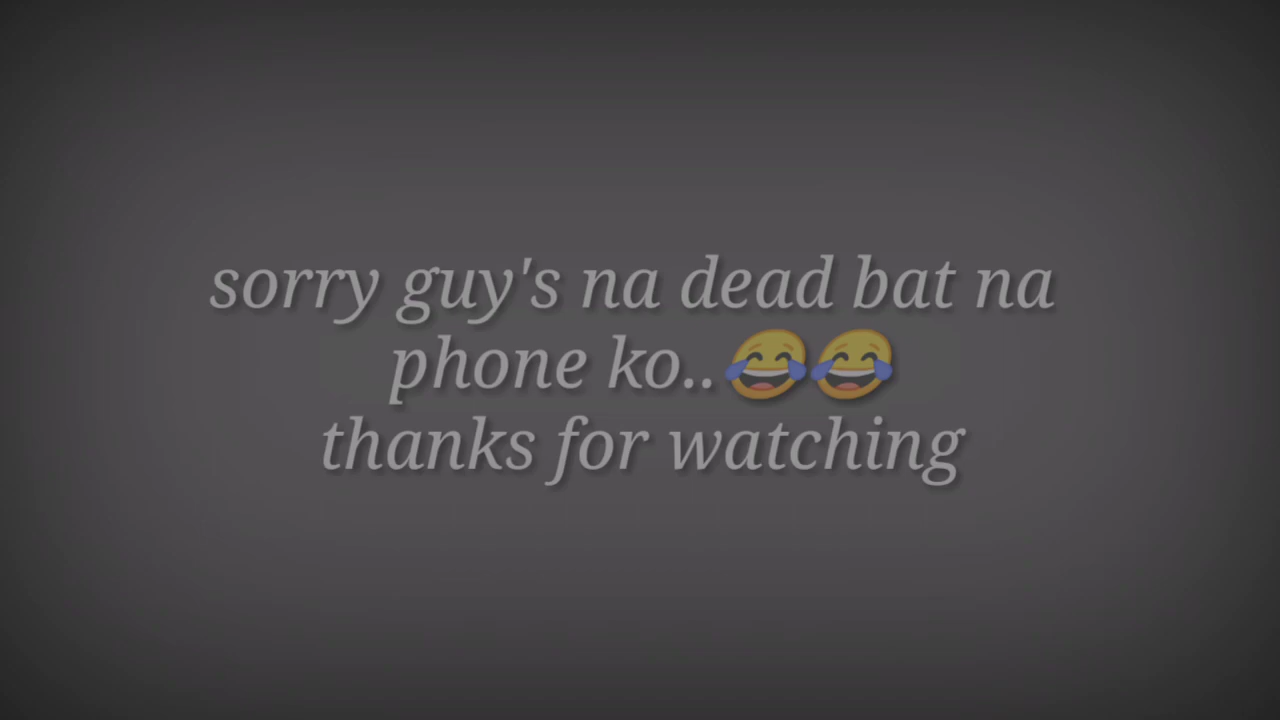 sorry guy's na dead bat na
phone ko..😂😂
thanks for watching